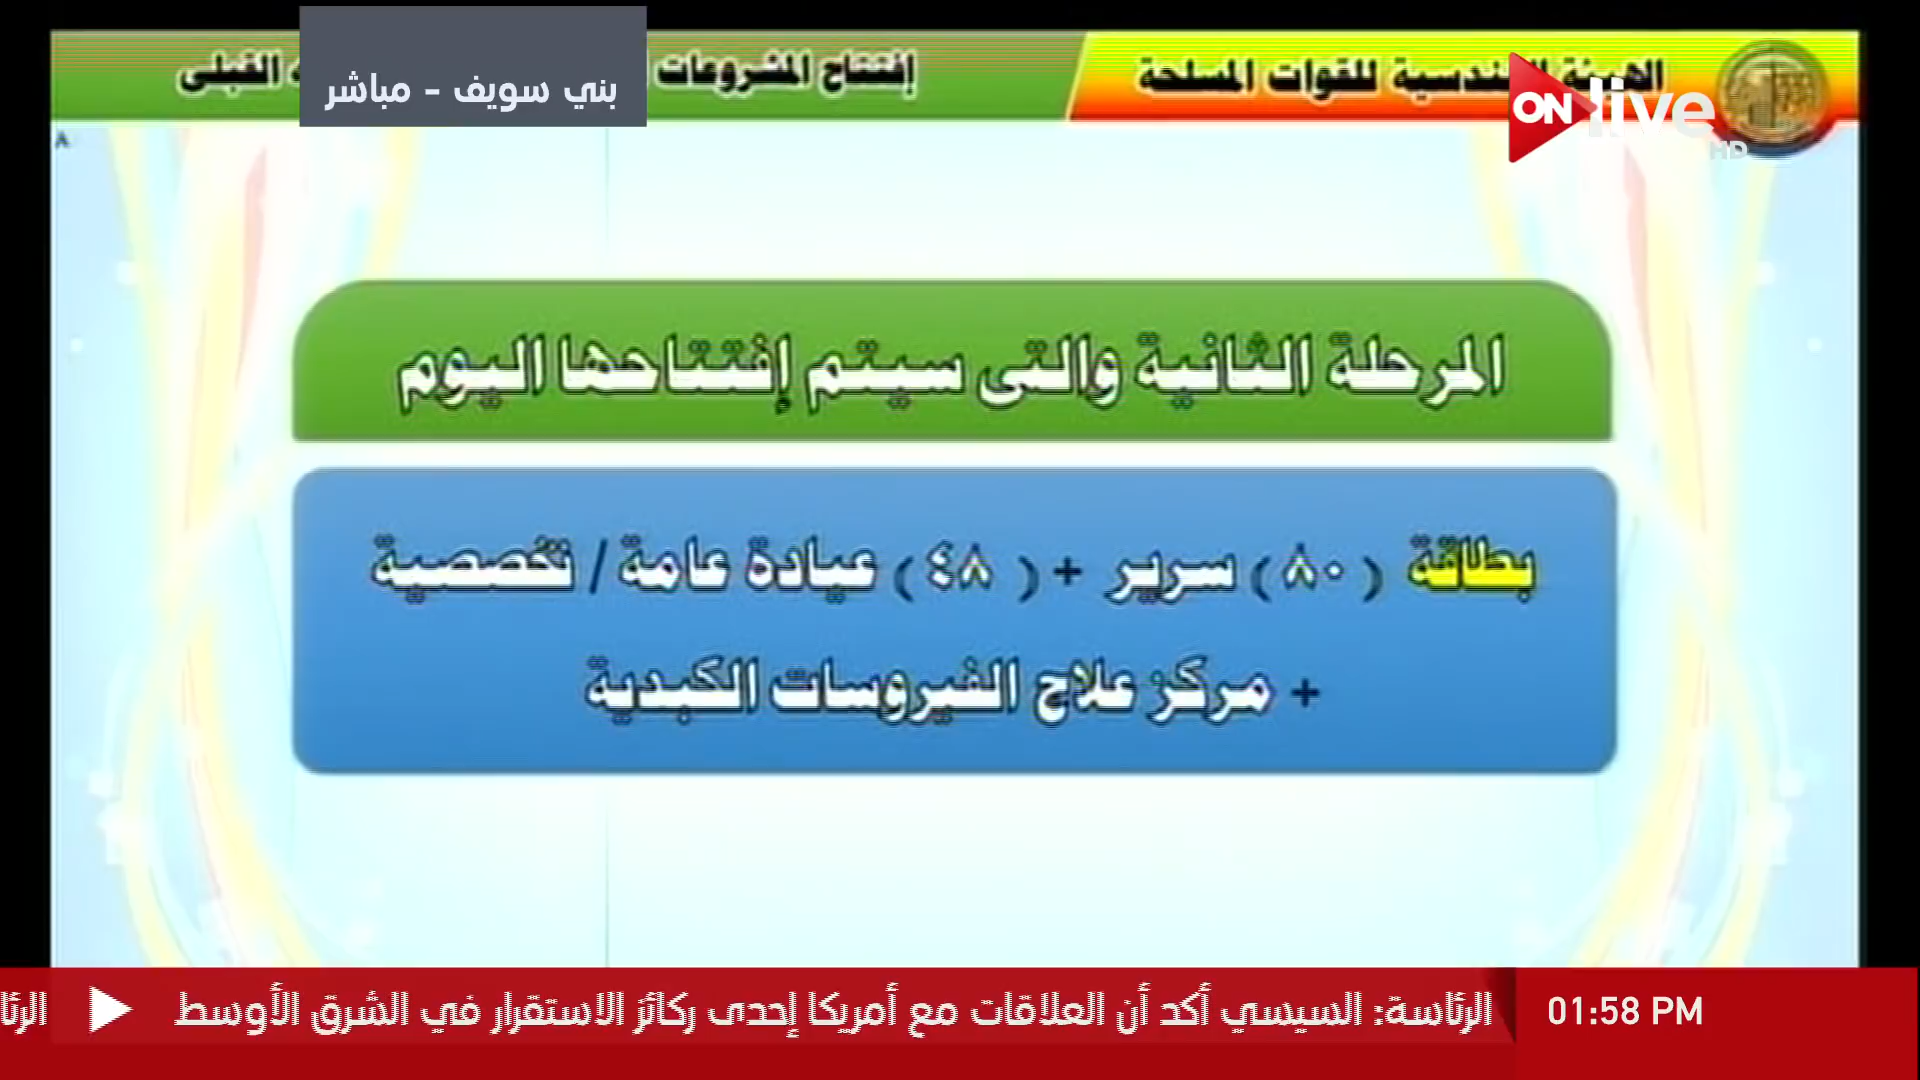 الهيئة الهندسية للقوات المسلحة
إفتتاح المشروعات القبلى
بني سويف - مباشر
ON live
HD
A
المرحلة الثانية والتى سيتم إفتتاحها اليوم
بطاقة ( ٨٠ ) سرير + ( ٤٨ ) عيادة عامة / تخصصية
+ مركز علاج الفيروسات الكبدية
الرئاسة: السيسي أكد أن العلاقات مع أمريكا إحدى ركائز الاستقرار في الشرق الأوسط
01:58 PM